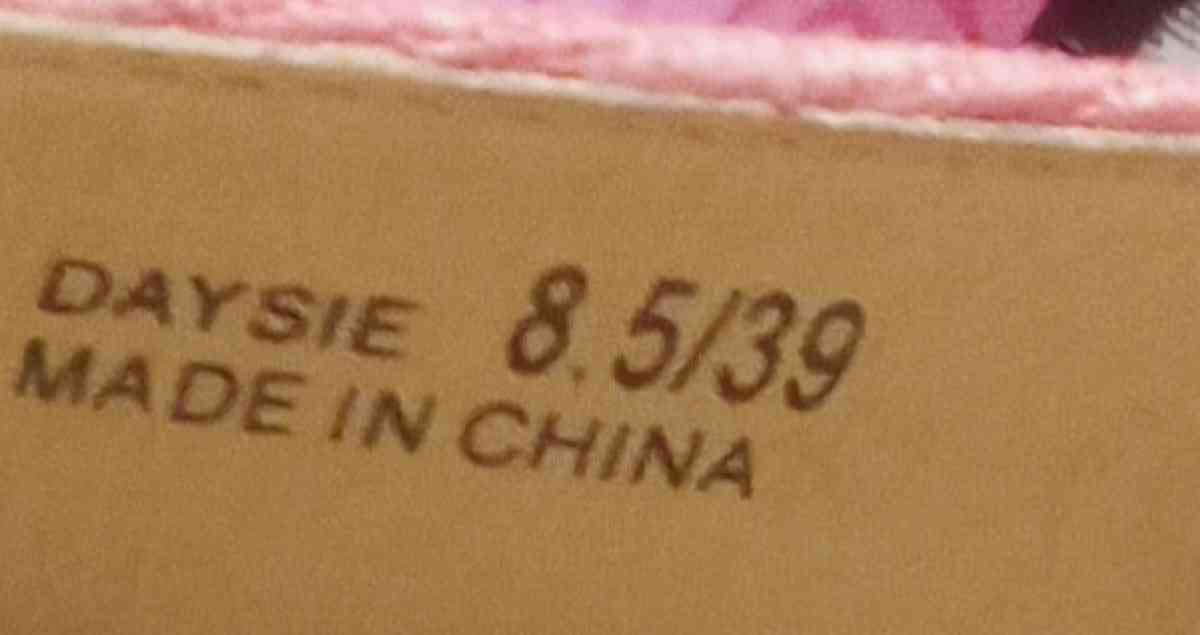 DAYSIE 8.5/39
MADE IN CHINA